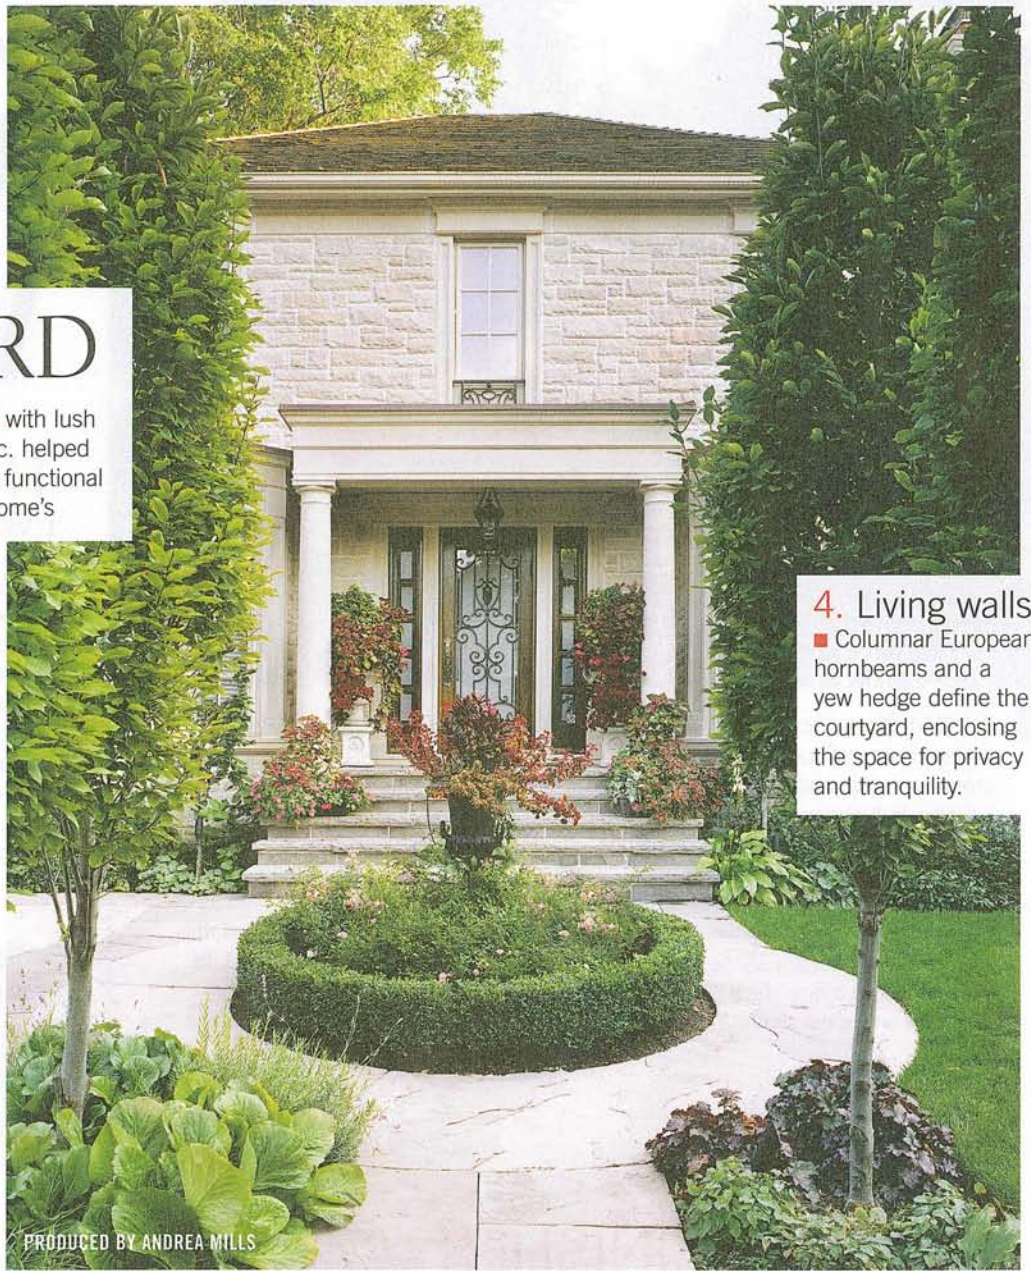 RD
with lush
c. helped
functional
ome's
4. Living walls
■ Columnar European
hornbeams and a
yew hedge define the
courtyard, enclosing
the space for privacy
and tranquility.
PRODUCED BY ANDREA MILLS